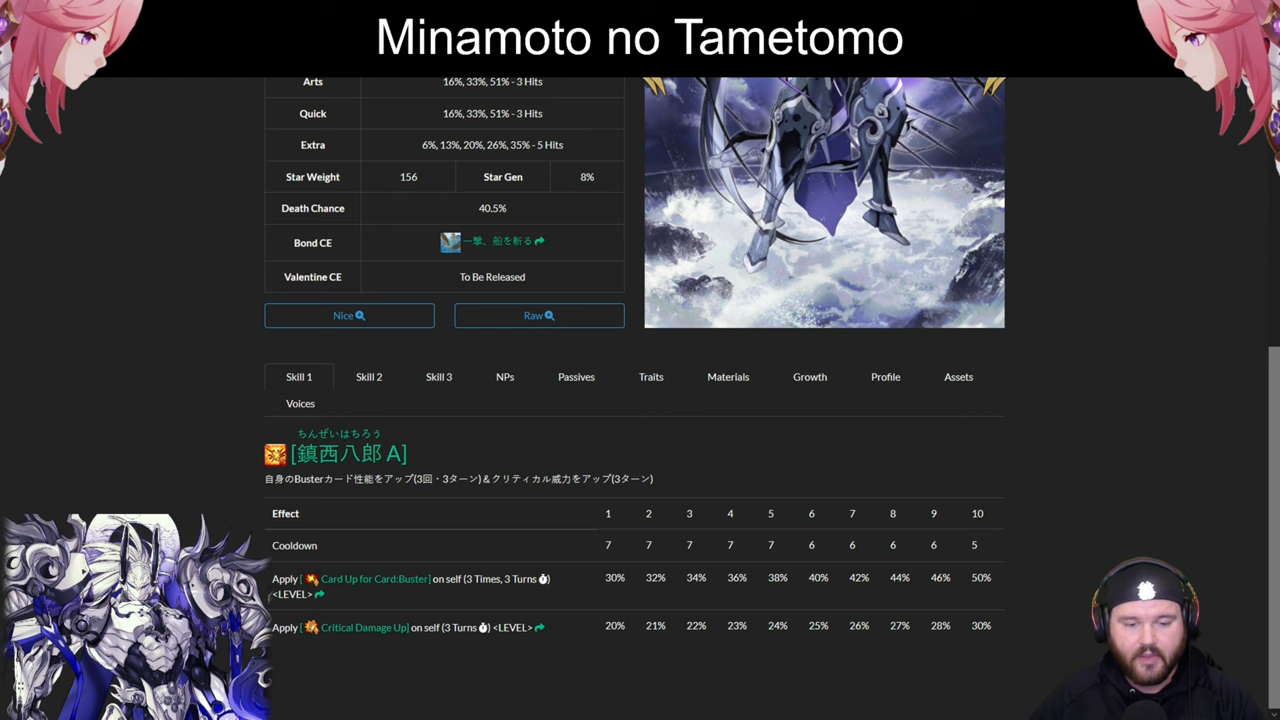 Minamoto no Tametomo
Arts 16%, 33%, 51% - 3 Hits
Quick 16%, 33%, 51% - 3 Hits
Extra 6%, 13%, 20%, 26%, 35% - 5 Hits
Star Weight 156 Star Gen 8%
Death Chance 40.5%
Bond CE 一撃、船を斬る
Valentine CE To Be Released
Nice Raw
Skill 1 Skill 2 Skill 3 NPs Passives Traits Materials Growth Profile Assets
Voices
ちんぜいはちろう
[鎮西八郎 A]
自身のBusterカード性能をアップ(3回・3ターン)&クリティカル威力をアップ(3ターン)
Effect 1 2 3 4 5 6 7 8 9 10
Cooldown 7 7 7 7 7 6 6 6 6 5
Apply [ Card Up for Card:Buster] on self (3 Times, 3 Turns ) 30% 32% 34% 36% 38% 40% 42% 44% 46% 50%
<LEVEL>
Apply [ Critical Damage Up] on self (3 Turns ) <LEVEL> 20% 21% 22% 23% 24% 25% 26% 27% 28% 30%